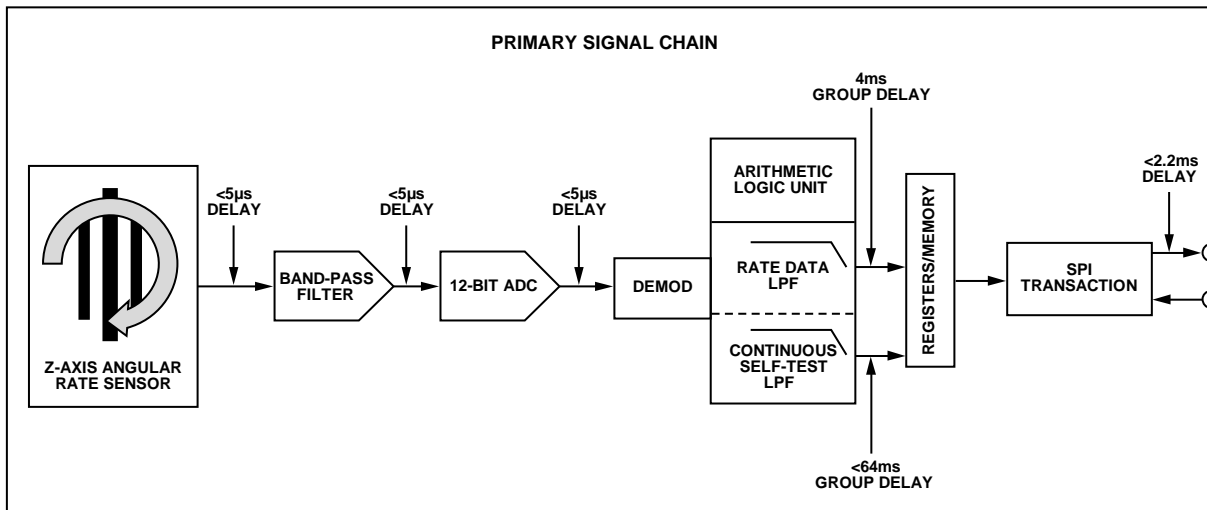 PRIMARY SIGNAL CHAIN
4ms
GROUP DELAY
<2.2ms
DELAY
ARITHMETIC
LOGIC UNIT
<5µs
DELAY
<5µs
DELAY
<5µs
DELAY
REGISTERS/MEMORY
BAND-PASS
FILTER
12-BIT ADC
DEMOD
RATE DATA
LPF
SPI
TRANSACTION
CONTINUOUS
SELF-TEST
LPF
Z-AXIS ANGULAR
RATE SENSOR
<64ms
GROUP DELAY